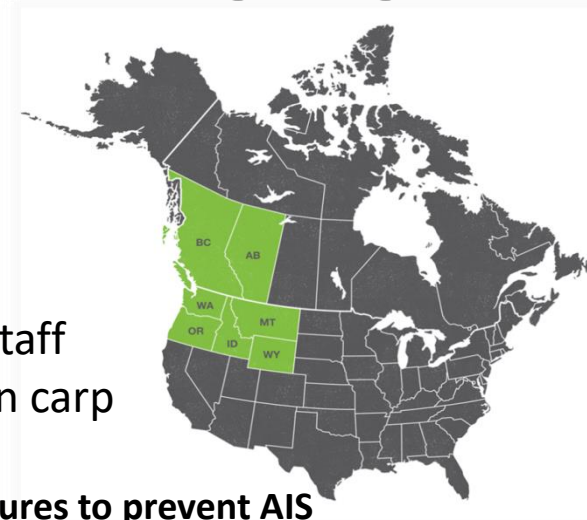 BC
AB
WA
MT
OR
ID
WY
taff
n carp
ures to prevent AIS